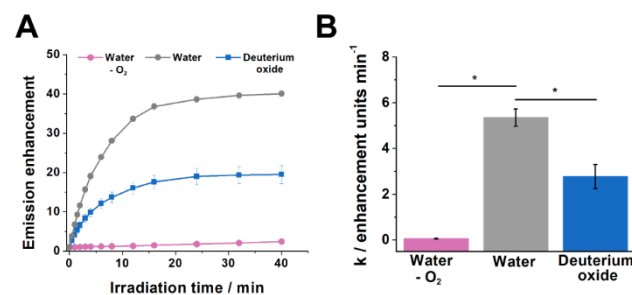 A
Water - O₂
Water
Deuterium oxide
Emission enhancement
50
40
30
20
10
0
0
10
20
30
40
Irradiation time / min
B
k / enhancement units min⁻¹
8
6
4
2
0
*
*
Water - O₂
Water
Deuterium oxide